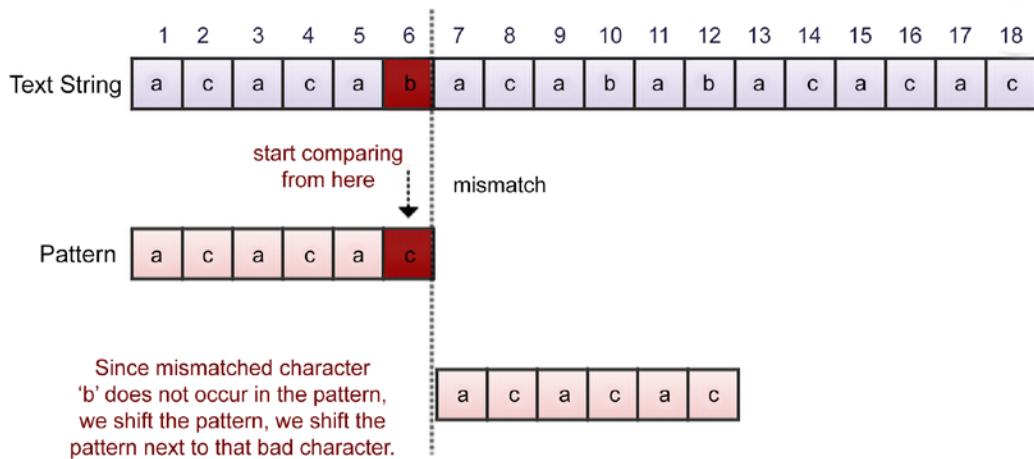 1 2 3 4 5 6 7 8 9 10 11 12 13 14 15 16 17 18
Text String a c a c a b a c a b a b a c a c a c
start comparing
from here
mismatch
Pattern a c a c a c
Since mismatched character
‘b’ does not occur in the pattern,
we shift the pattern, we shift the
pattern next to that bad character.
a c a c a c